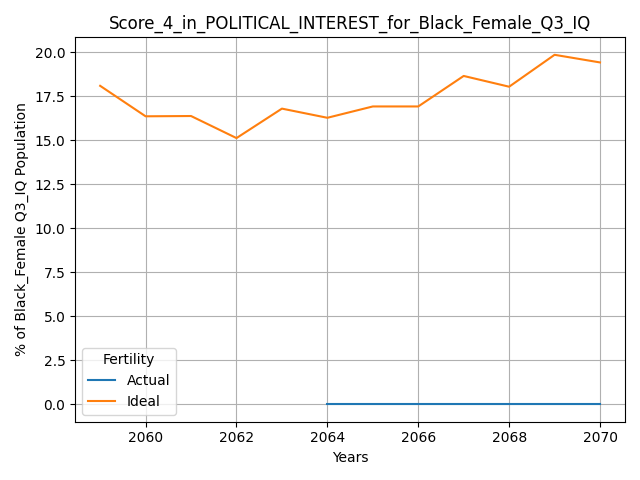 Score_4_in_POLITICAL_INTEREST_for_Black_Female_Q3_IQ
% of Black_Female Q3_IQ Population
20.0
17.5
15.0
12.5
10.0
7.5
5.0
2.5
0.0
Fertility
Actual
Ideal
2060 2062 2064 2066 2068 2070
Years